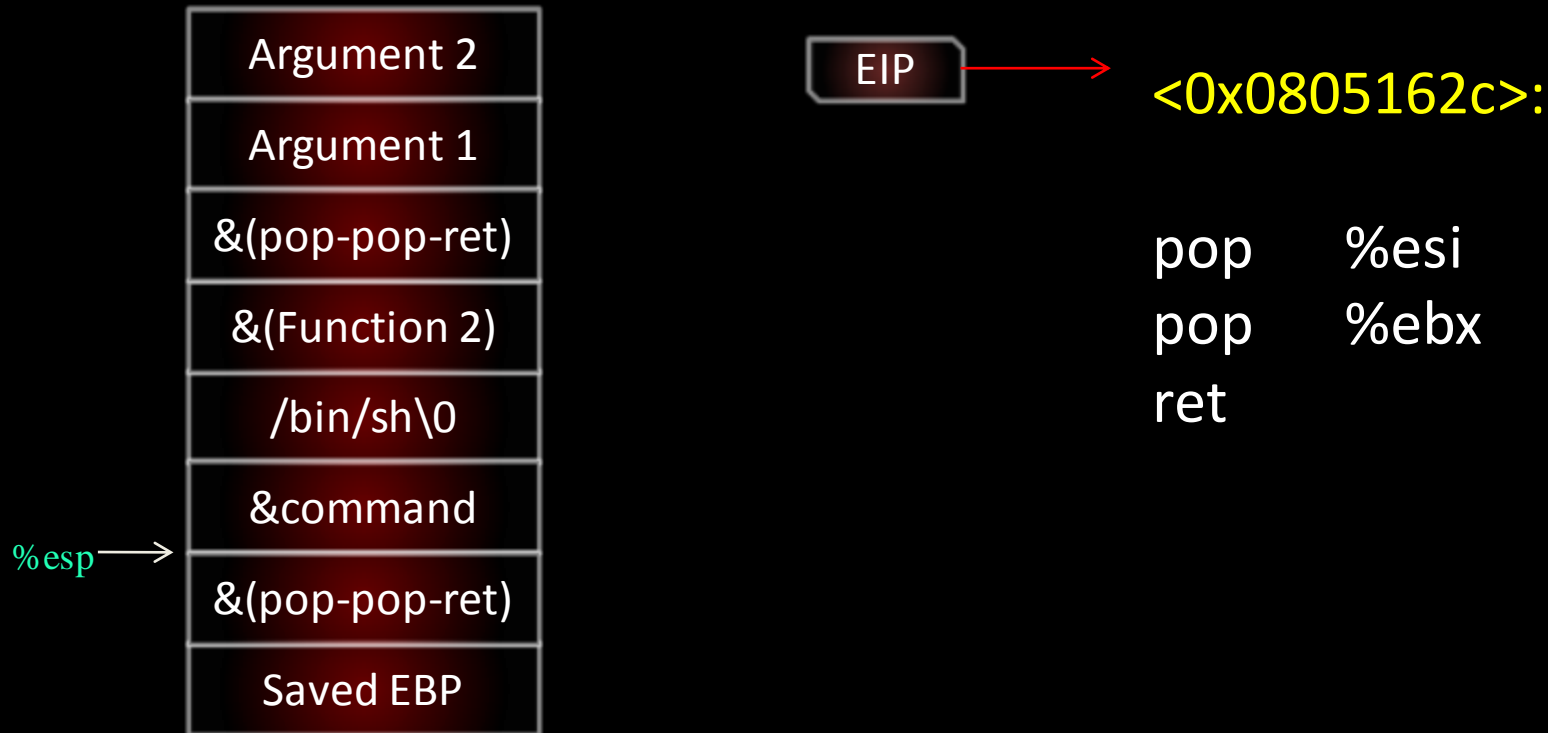 Argument 2
Argument 1
&(pop-pop-ret)
&(Function 2)
/bin/sh\0
&command
%esp
&(pop-pop-ret)
Saved EBP
EIP
<0x0805162c>:
pop %esi
pop %ebx
ret